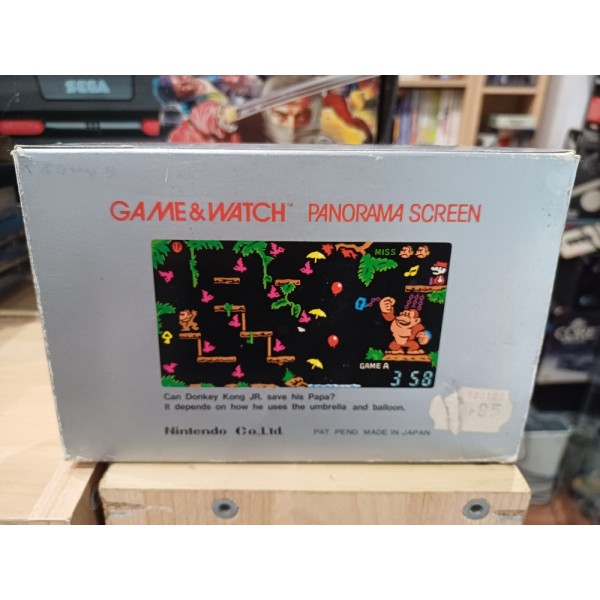 SEGA
GAME & WATCH™ PANORAMA SCREEN
MISS
GAME A
3 58
Can Donkey Kong JR. save his Papa?
It depends on how he uses the umbrella and balloon.
Nintendo Co.,Ltd.
PAT. PEND. MADE IN JAPAN